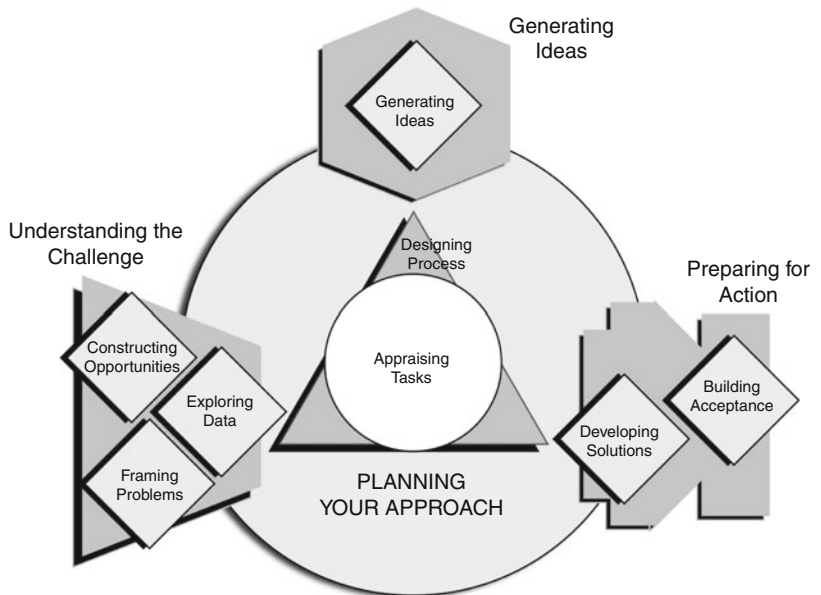 Generating
Ideas
Generating
Ideas
Understanding the
Challenge
Designing
Process
Preparing for
Action
Constructing
Opportunities
Exploring
Data
Framing
Problems
Appraising
Tasks
Building
Acceptance
Developing
Solutions
PLANNING
YOUR APPROACH